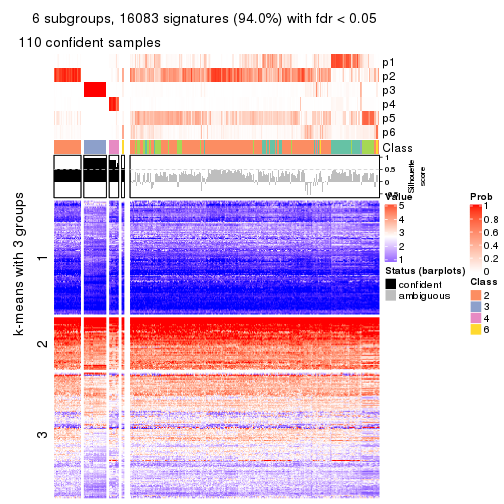 6 subgroups, 16083 signatures (94.0%) with fdr < 0.05
110 confident samples
p1
p2
p3
p4
p5
p6
Class
1
0.5
0
-0.5
Silhouette
score
k-means with 3 groups
1
2
3
Value
5
4
3
2
1
Status (barplots)
confident
ambiguous
Prob
1
0.8
0.6
0.4
0.2
0
Class
2
3
4
6